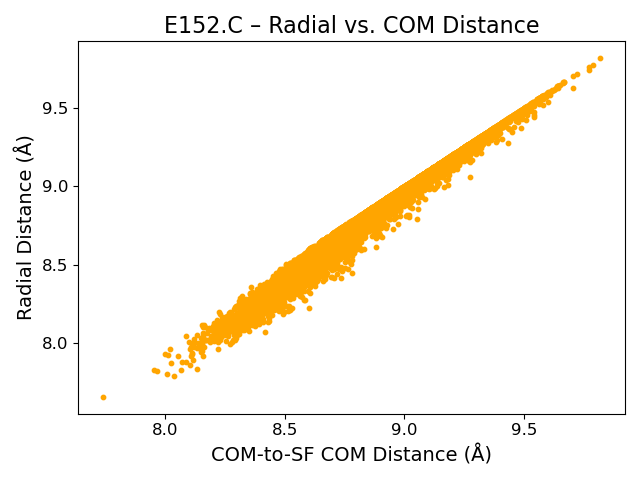 E152.C – Radial vs. COM Distance
9.5
9.0
8.5
8.0
Radial Distance (Å)
8.0 8.5 9.0 9.5
COM-to-SF COM Distance (Å)